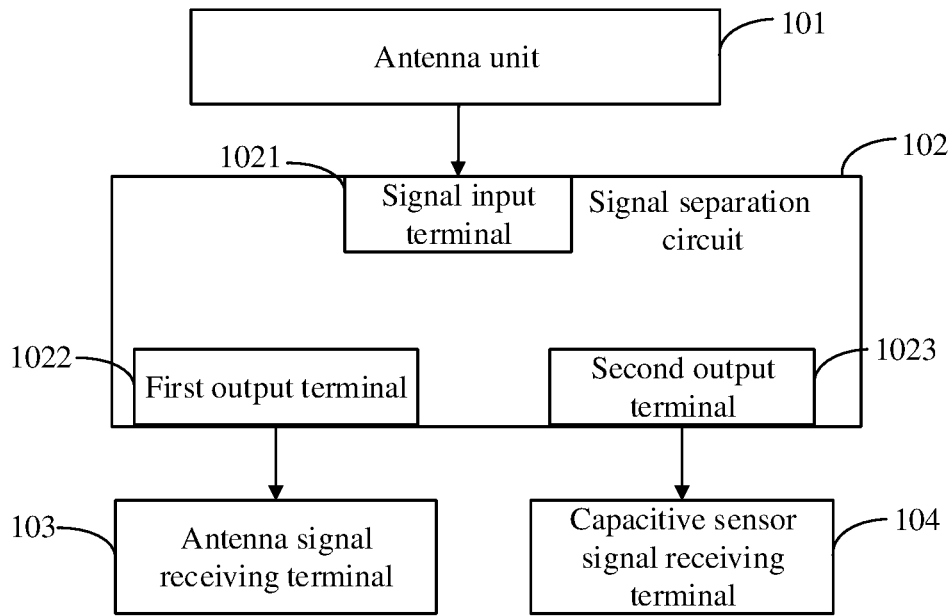 101
Antenna unit
102
1021
Signal input
terminal
Signal separation
circuit
1022
First output terminal
1023
Second output
terminal
103
Antenna signal
receiving terminal
Capacitive sensor
signal receiving
terminal
104